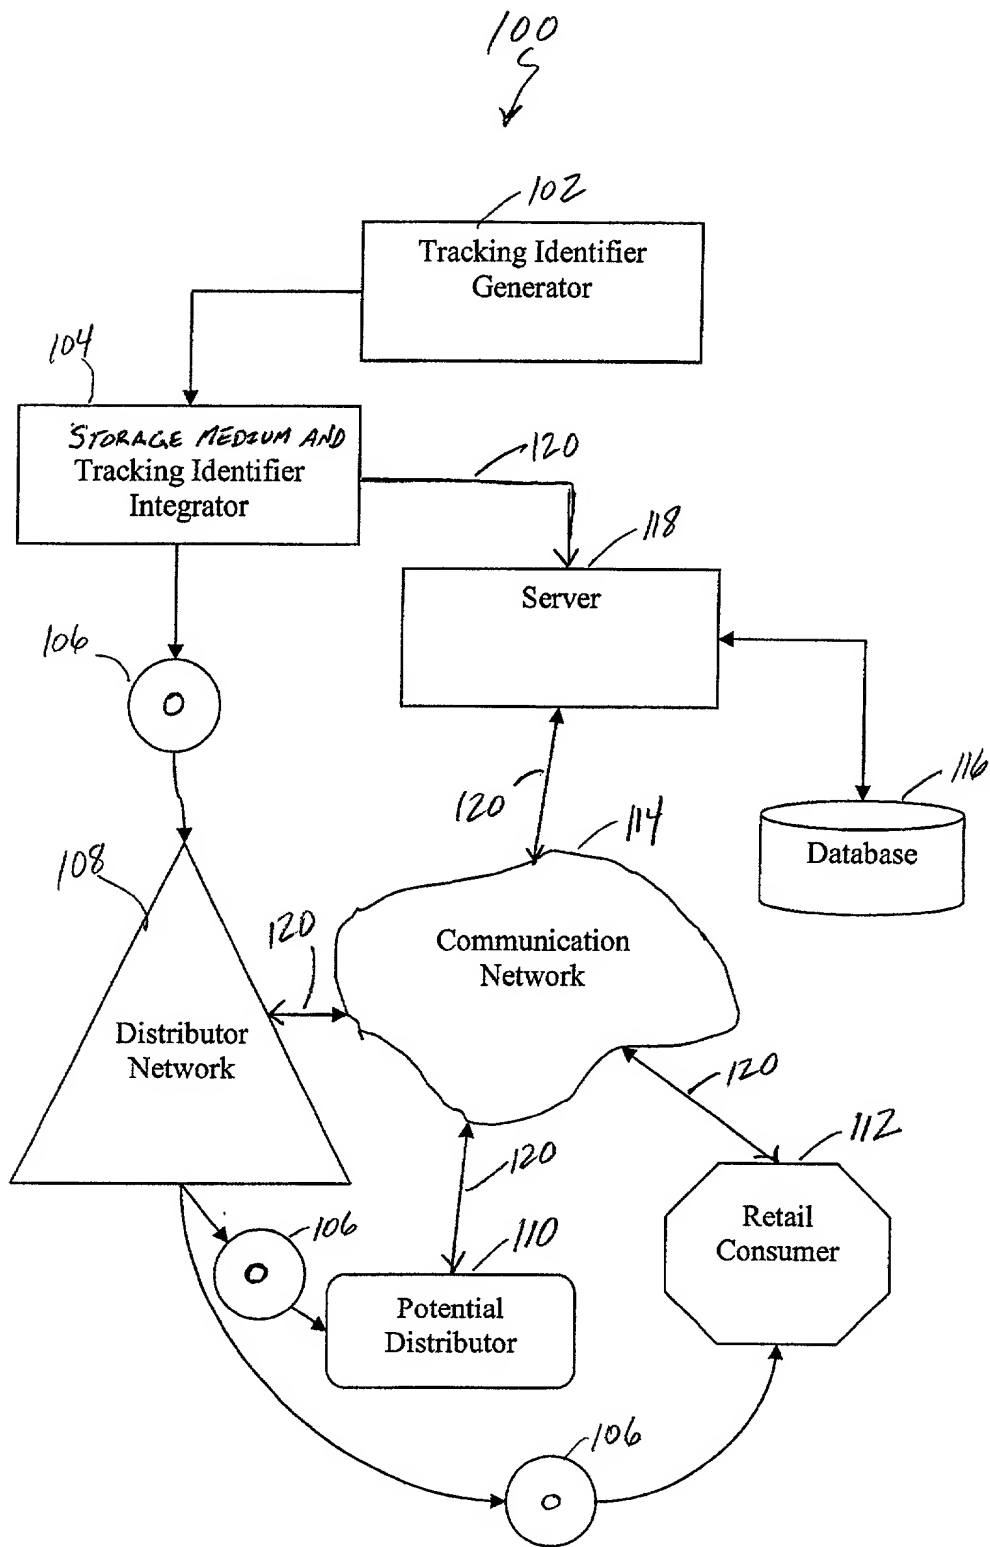 100
102
Tracking Identifier
Generator
104
STORAGE MEDIUM AND
Tracking Identifier
Integrator
120
118
Server
106
120
116
Database
114
108
120
Communication
Network
Distributor
Network
120
112
120
Retail
Consumer
106
110
Potential
Distributor
106